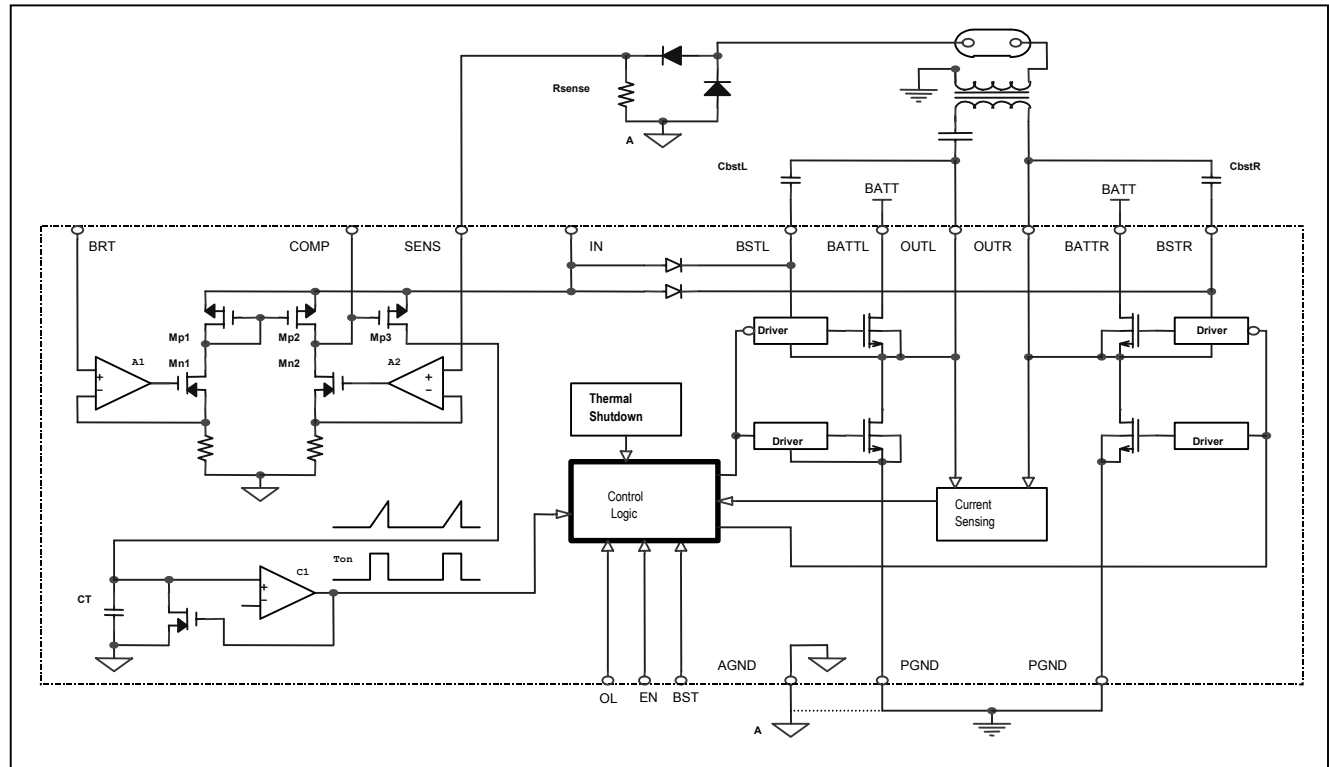 Rsense
A
CbstL
CbstR
BATT
BATT
BRT
COMP
SENS
IN
BSTL
BATTL
OUTL
OUTR
BATTR
BSTR
Mp1
Mp2
Mp3
Driver
Driver
A1
Mn1
Mn2
A2
+
−
+
−
Thermal
Shutdown
Driver
Driver
Control
Logic
Current
Sensing
Ton
C1
+
−
CT
AGND
PGND
PGND
OL
EN
BST
A